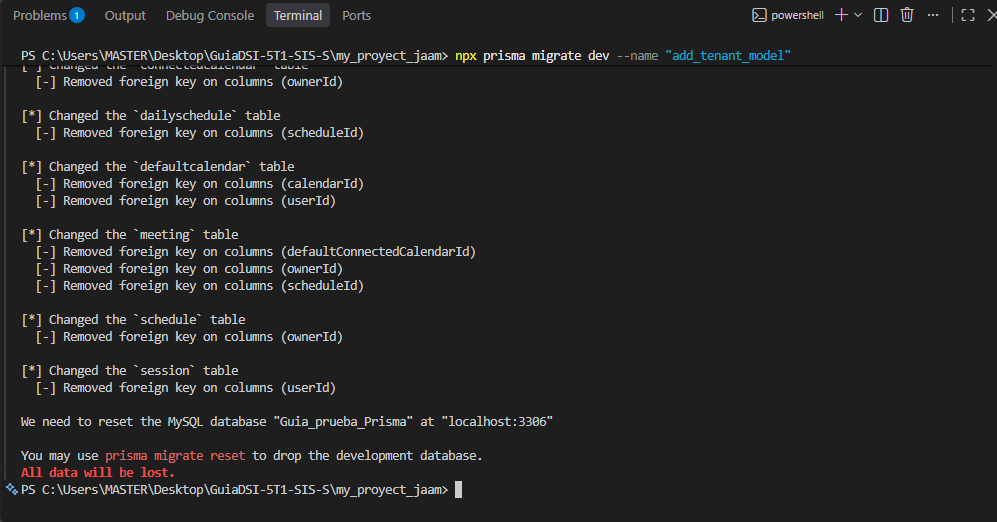 Problems 1 Output Debug Console Terminal Ports powershell
PS C:\Users\MASTER\Desktop\GuiaDSI-5T1-SIS-S\my_proyect_jaam> npx prisma migrate dev --name "add_tenant_model"
[*] Changed the `connectedcalendar` table
[-] Removed foreign key on columns (ownerId)
[*] Changed the `dailyschedule` table
[-] Removed foreign key on columns (scheduleId)
[*] Changed the `defaultcalendar` table
[-] Removed foreign key on columns (calendarId)
[-] Removed foreign key on columns (userId)
[*] Changed the `meeting` table
[-] Removed foreign key on columns (defaultConnectedCalendarId)
[-] Removed foreign key on columns (ownerId)
[-] Removed foreign key on columns (scheduleId)
[*] Changed the `schedule` table
[-] Removed foreign key on columns (ownerId)
[*] Changed the `session` table
[-] Removed foreign key on columns (userId)
We need to reset the MySQL database "Guia_prueba_Prisma" at "localhost:3306"
You may use prisma migrate reset to drop the development database.
All data will be lost.
PS C:\Users\MASTER\Desktop\GuiaDSI-5T1-SIS-S\my_proyect_jaam>